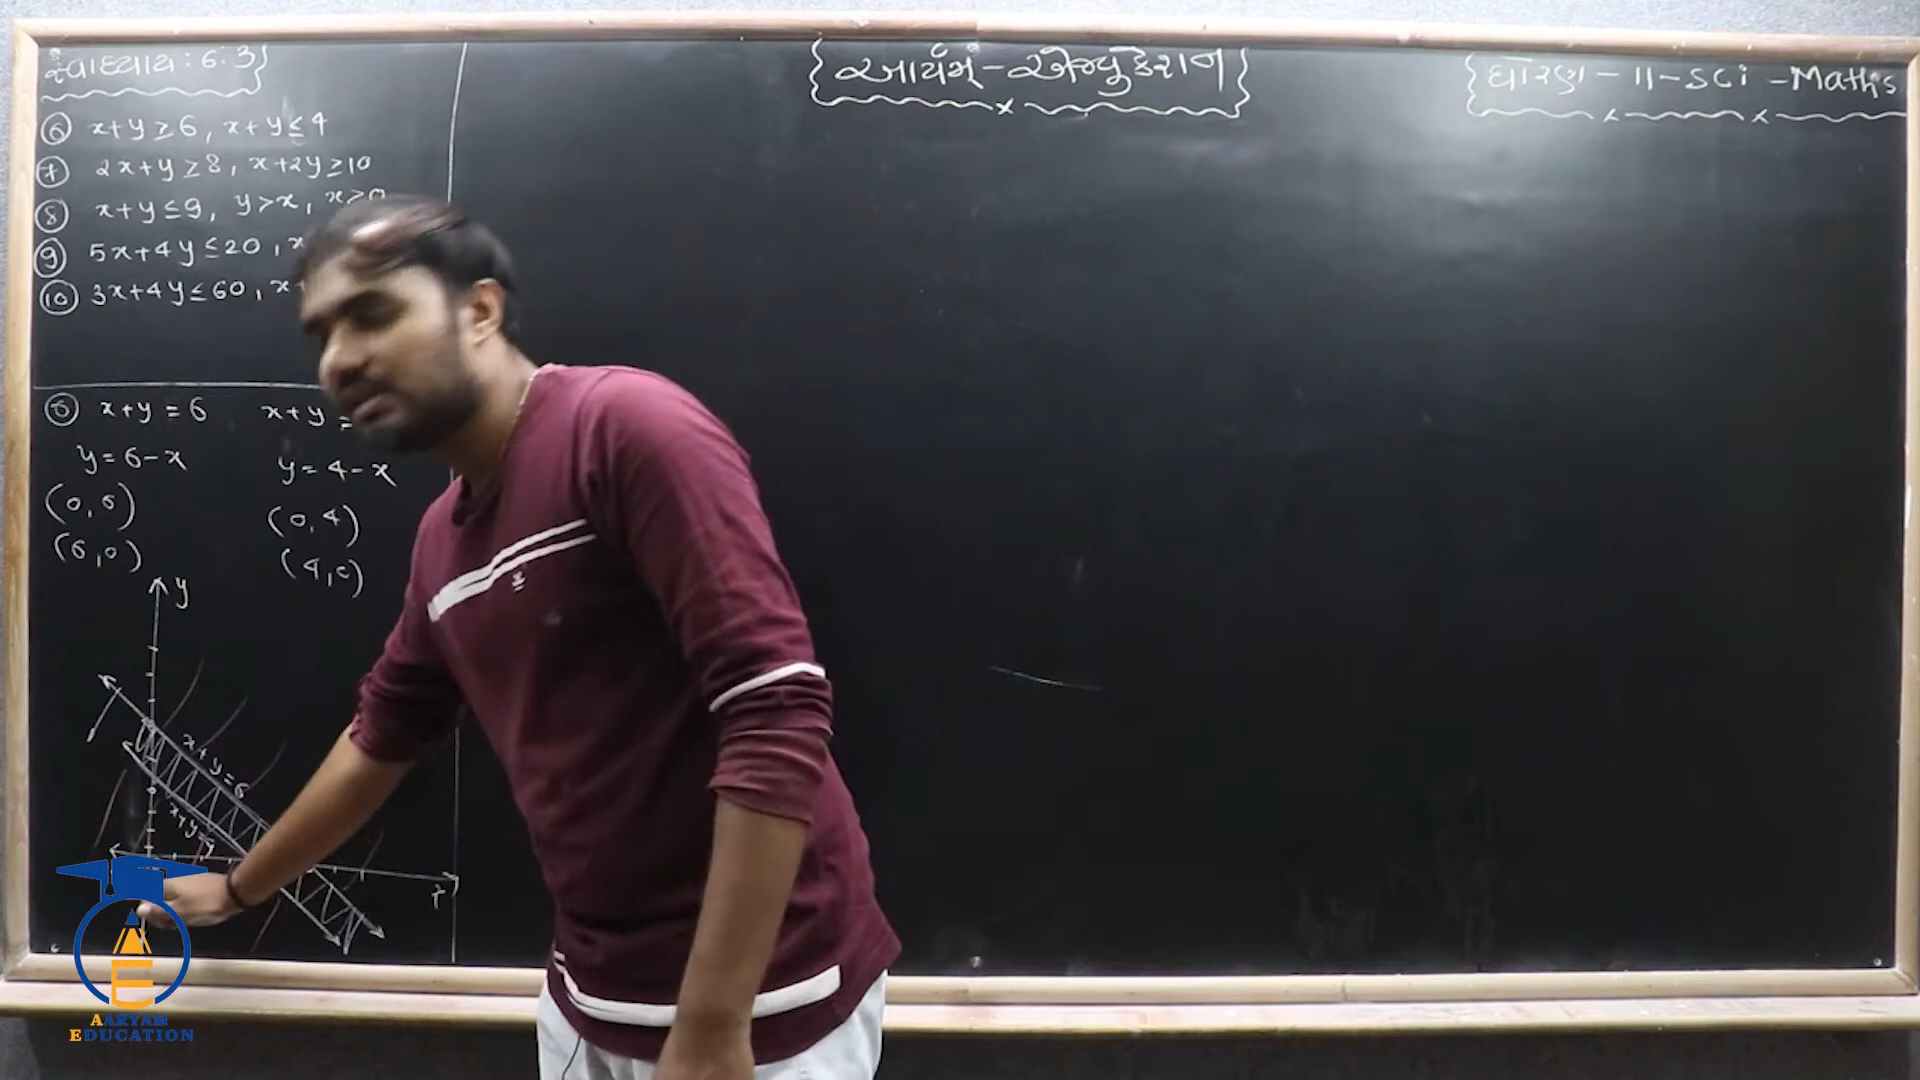 સ્વાધ્યાય : 6 : 3
આર્યમ્ - એજ્યુકેશન
ધોરણ - 11 - Sci - Maths
⑥ x+y≥6, x+y≤4
⑦ 2x+y≥8, x+2y≥10
⑧ x+y≤9, y>x, x≥0
⑨ 5x+4y≤20, x
⑩ 3x+4y≤60, x+
⑥ x+y=6 x+y=
y=6-x y=4-x
(0,6) (0,4)
(6,0) (4,0)
y
x+y=6
x+y=
x
AARYAM
EDUCATION